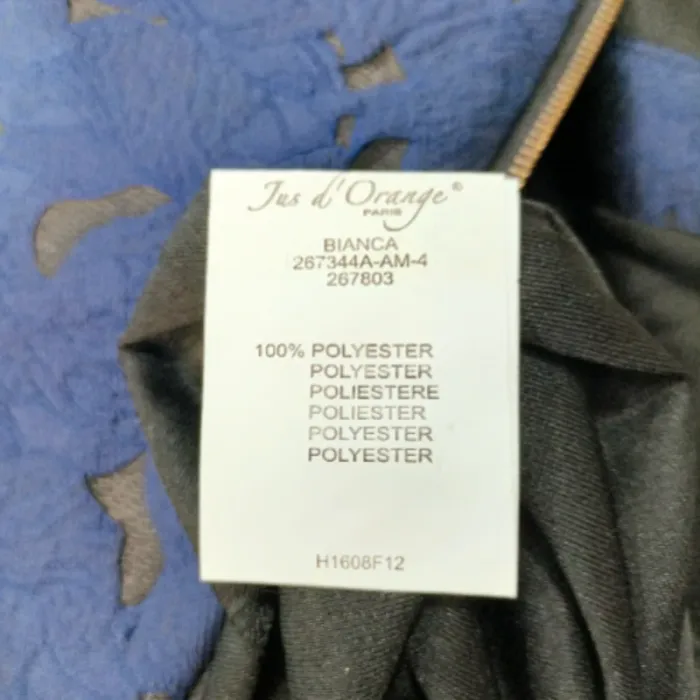 Jus d'Orange®
PARIS
BIANCA
267344A-AM-4
267803
100% POLYESTER
POLYESTER
POLIESTERE
POLIESTER
POLYESTER
POLYESTER
H1608F12